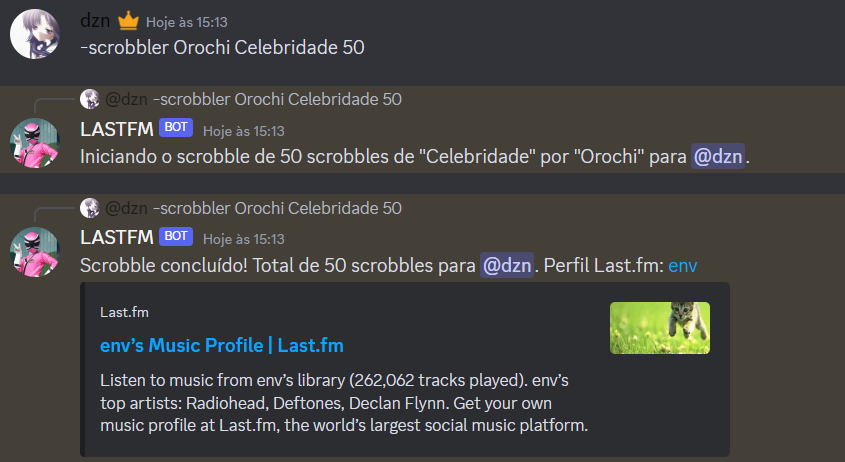 dzn Hoje às 15:13
-scrobbler Orochi Celebridade 50
@dzn -scrobbler Orochi Celebridade 50
LASTFM BOT Hoje às 15:13
Iniciando o scrobble de 50 scrobbles de "Celebridade" por "Orochi" para @dzn.
@dzn -scrobbler Orochi Celebridade 50
LASTFM BOT Hoje às 15:13
Scrobble concluído! Total de 50 scrobbles para @dzn. Perfil Last.fm: env
Last.fm
env's Music Profile | Last.fm
Listen to music from env's library (262,062 tracks played). env's
top artists: Radiohead, Deftones, Declan Flynn. Get your own
music profile at Last.fm, the world's largest social music platform.